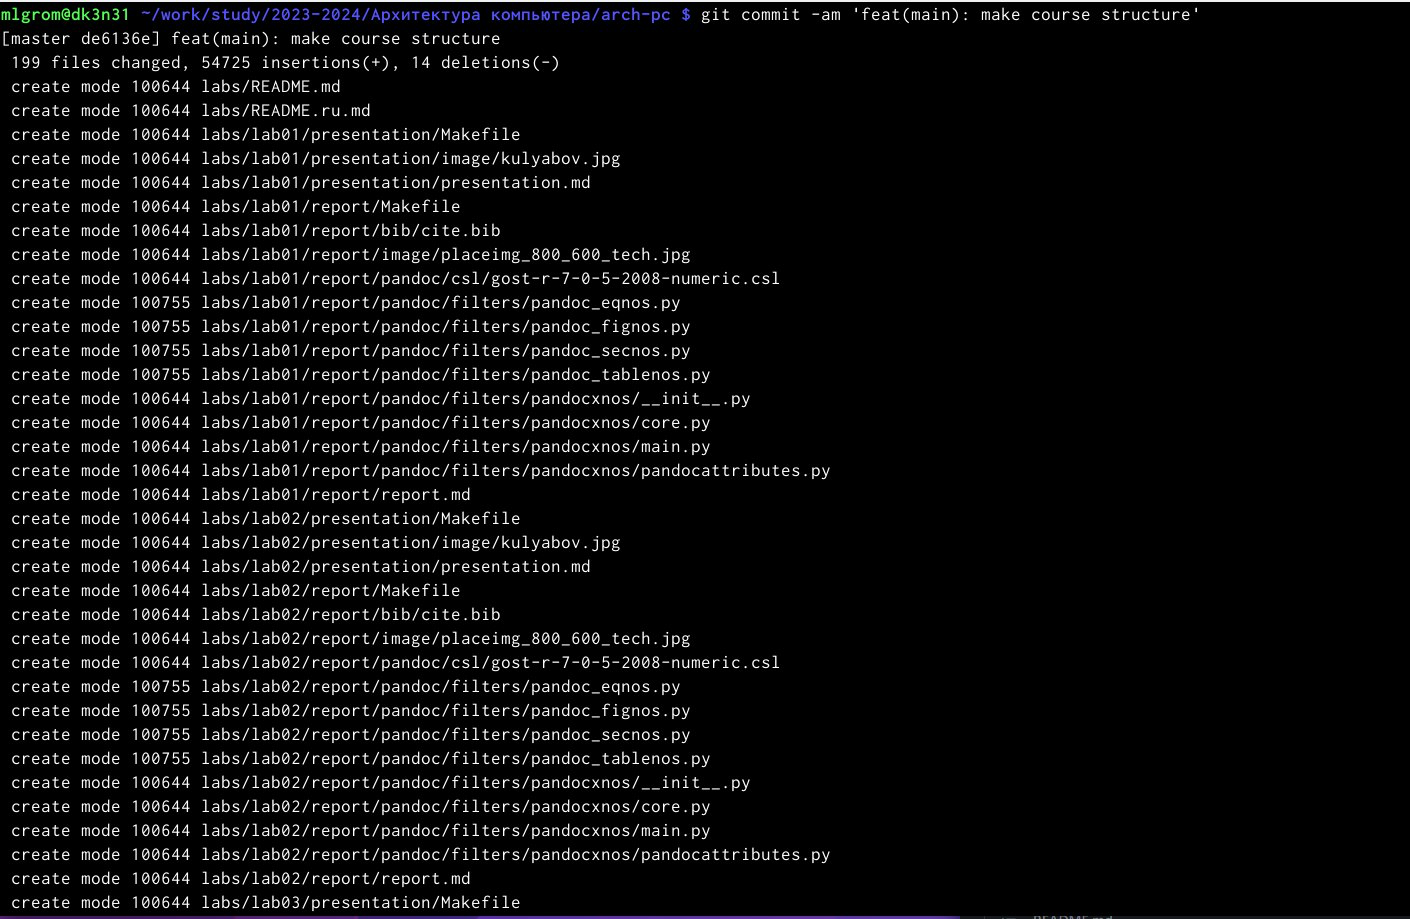 mlgrom@dk3n31 ~/work/study/2023-2024/Архитектура компьютера/arch-pc $ git commit -am 'feat(main): make course structure'
[master de6136e] feat(main): make course structure
 199 files changed, 54725 insertions(+), 14 deletions(-)
 create mode 100644 labs/README.md
 create mode 100644 labs/README.ru.md
 create mode 100644 labs/lab01/presentation/Makefile
 create mode 100644 labs/lab01/presentation/image/kulyabov.jpg
 create mode 100644 labs/lab01/presentation/presentation.md
 create mode 100644 labs/lab01/report/Makefile
 create mode 100644 labs/lab01/report/bib/cite.bib
 create mode 100644 labs/lab01/report/image/placeimg_800_600_tech.jpg
 create mode 100644 labs/lab01/report/pandoc/csl/gost-r-7-0-5-2008-numeric.csl
 create mode 100755 labs/lab01/report/pandoc/filters/pandoc_eqnos.py
 create mode 100755 labs/lab01/report/pandoc/filters/pandoc_fignos.py
 create mode 100755 labs/lab01/report/pandoc/filters/pandoc_secnos.py
 create mode 100755 labs/lab01/report/pandoc/filters/pandoc_tablenos.py
 create mode 100644 labs/lab01/report/pandoc/filters/pandocxnos/__init__.py
 create mode 100644 labs/lab01/report/pandoc/filters/pandocxnos/core.py
 create mode 100644 labs/lab01/report/pandoc/filters/pandocxnos/main.py
 create mode 100644 labs/lab01/report/pandoc/filters/pandocxnos/pandocattributes.py
 create mode 100644 labs/lab01/report/report.md
 create mode 100644 labs/lab02/presentation/Makefile
 create mode 100644 labs/lab02/presentation/image/kulyabov.jpg
 create mode 100644 labs/lab02/presentation/presentation.md
 create mode 100644 labs/lab02/report/Makefile
 create mode 100644 labs/lab02/report/bib/cite.bib
 create mode 100644 labs/lab02/report/image/placeimg_800_600_tech.jpg
 create mode 100644 labs/lab02/report/pandoc/csl/gost-r-7-0-5-2008-numeric.csl
 create mode 100755 labs/lab02/report/pandoc/filters/pandoc_eqnos.py
 create mode 100755 labs/lab02/report/pandoc/filters/pandoc_fignos.py
 create mode 100755 labs/lab02/report/pandoc/filters/pandoc_secnos.py
 create mode 100755 labs/lab02/report/pandoc/filters/pandoc_tablenos.py
 create mode 100644 labs/lab02/report/pandoc/filters/pandocxnos/__init__.py
 create mode 100644 labs/lab02/report/pandoc/filters/pandocxnos/core.py
 create mode 100644 labs/lab02/report/pandoc/filters/pandocxnos/main.py
 create mode 100644 labs/lab02/report/pandoc/filters/pandocxnos/pandocattributes.py
 create mode 100644 labs/lab02/report/report.md
 create mode 100644 labs/lab03/presentation/Makefile